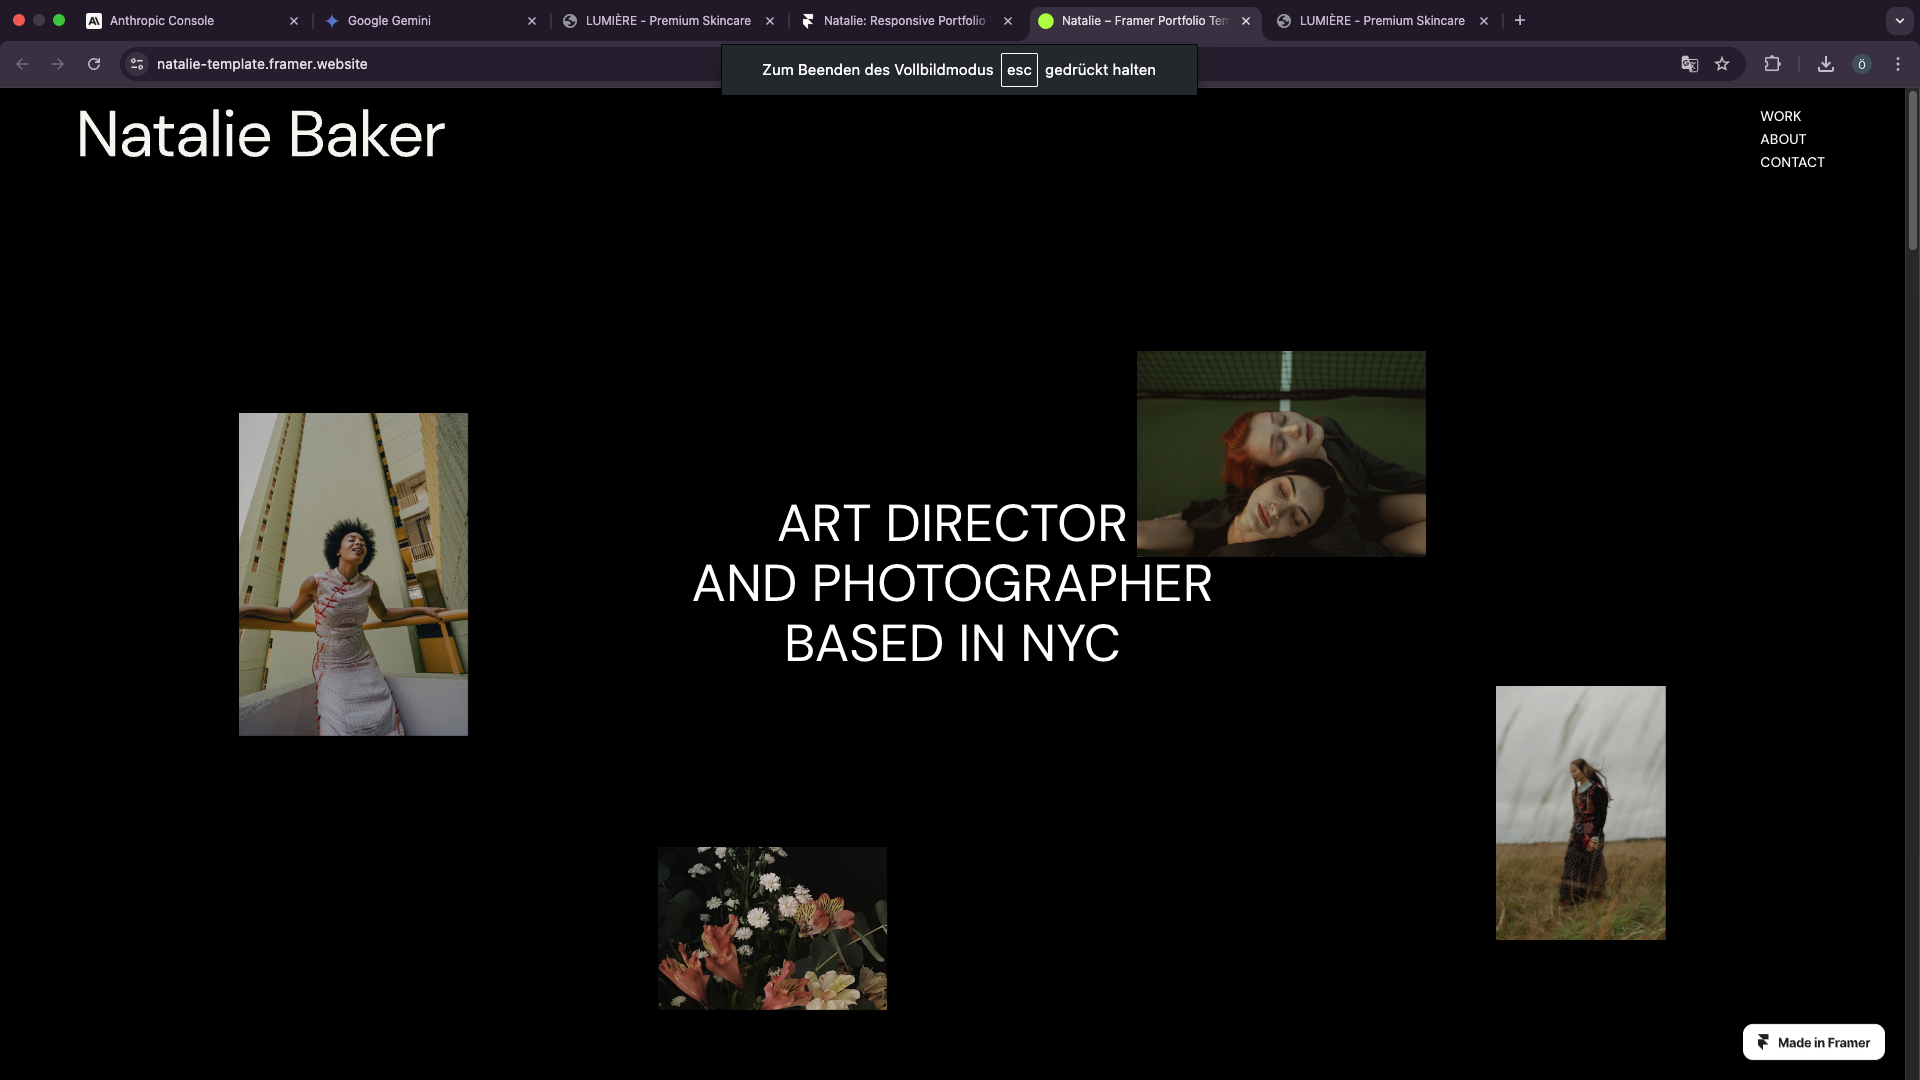 Anthropic Console
Google Gemini
LUMIÈRE - Premium Skincare
Natalie: Responsive Portfolio
Natalie – Framer Portfolio Ten
LUMIÈRE - Premium Skincare
natalie-template.framer.website
Zum Beenden des Vollbildmodus esc gedrückt halten
ö
Natalie Baker
WORK
ABOUT
CONTACT
ART DIRECTOR
AND PHOTOGRAPHER
BASED IN NYC
Made in Framer